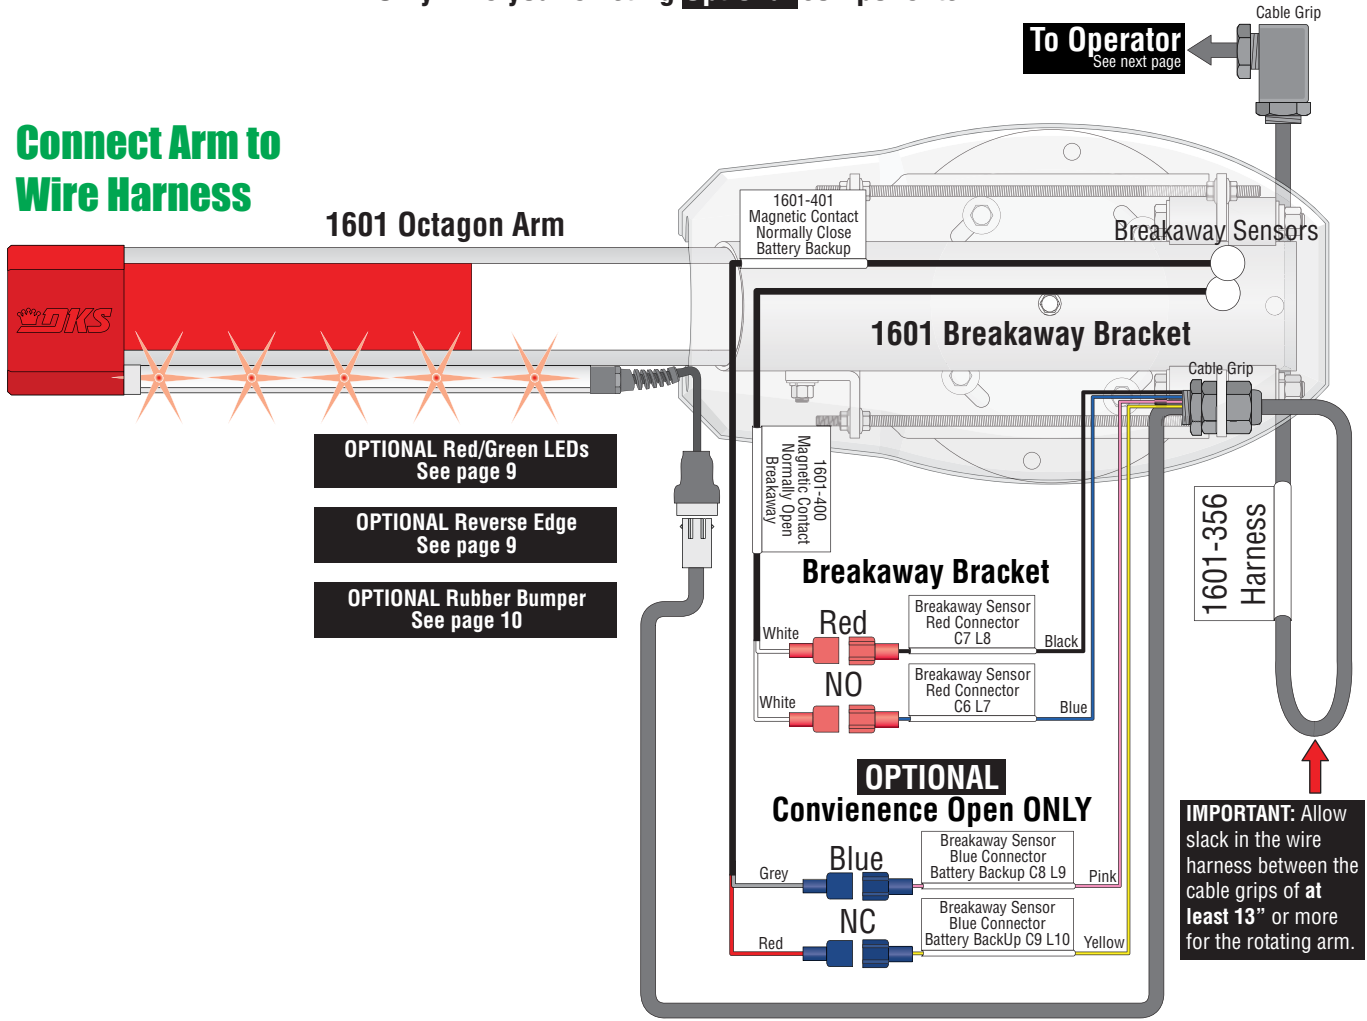 Cable Grip
To Operator
See next page
Connect Arm to
Wire Harness
1601 Octagon Arm
1601-401
Magnetic Contact
Normally Close
Battery Backup
Breakaway Sensors
DKS
1601 Breakaway Bracket
Cable Grip
OPTIONAL Red/Green LEDs
See page 9
OPTIONAL Reverse Edge
See page 9
OPTIONAL Rubber Bumper
See page 10
1601-400
Magnetic Contact
Normally Open
Breakaway
1601-356
Harness
Breakaway Bracket
White
Red
Breakaway Sensor
Red Connector
C7 L8
Black
White
NO
Breakaway Sensor
Red Connector
C6 L7
Blue
OPTIONAL
Convienence Open ONLY
Grey
Blue
Breakaway Sensor
Blue Connector
Battery Backup C8 L9
Pink
Red
NC
Breakaway Sensor
Blue Connector
Battery BackUp C9 L10
Yellow
IMPORTANT: Allow
slack in the wire
harness between the
cable grips of at
least 13” or more
for the rotating arm.